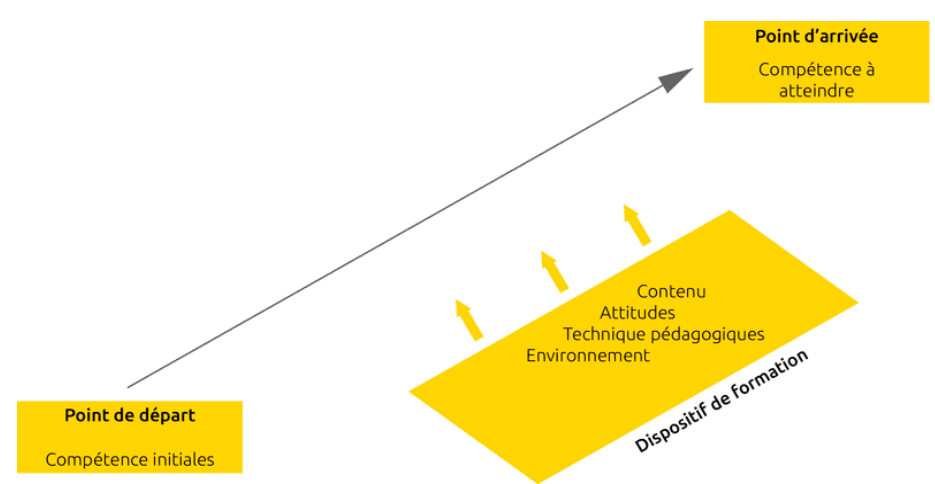 Point d'arrivée
Compétence à
atteindre
Contenu
Attitudes
Technique pédagogiques
Environnement
Dispositif de formation
Point de départ
Compétence initiales